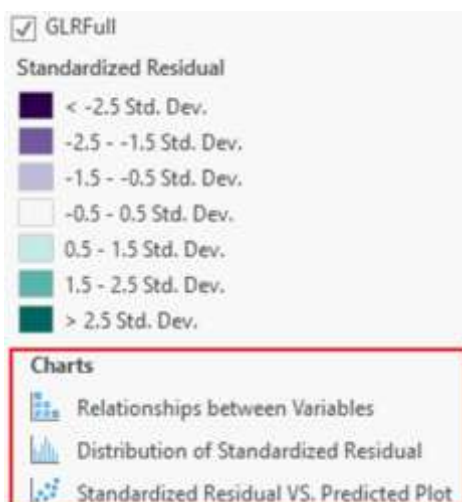 GLRFull
Standardized Residual
< -2.5 Std. Dev.
-2.5 - -1.5 Std. Dev.
-1.5 - -0.5 Std. Dev.
-0.5 - 0.5 Std. Dev.
0.5 - 1.5 Std. Dev.
1.5 - 2.5 Std. Dev.
> 2.5 Std. Dev.
Charts
Relationships between Variables
Distribution of Standardized Residual
Standardized Residual VS. Predicted Plot